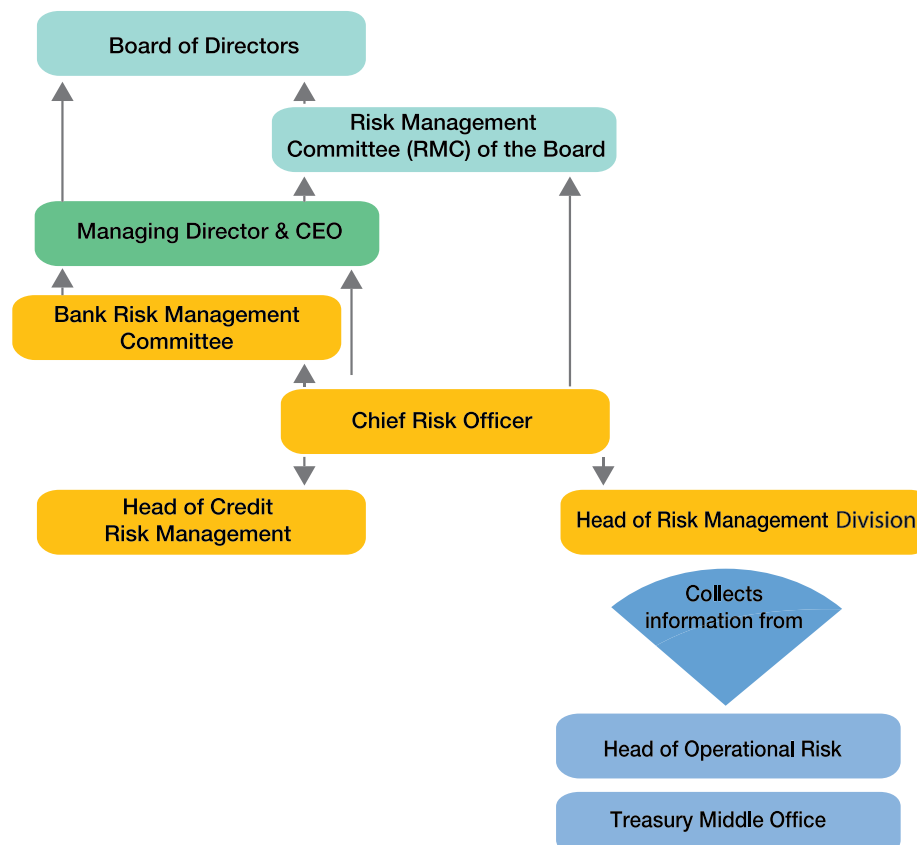 Board of Directors
Risk Management
Committee (RMC) of the Board
Managing Director & CEO
Bank Risk Management
Committee
Chief Risk Officer
Head of Credit
Risk Management
Head of Risk Management Division
Collects
information from
Head of Operational Risk
Treasury Middle Office